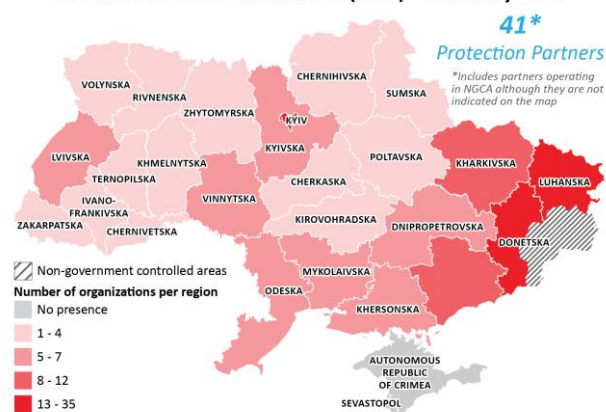 41*
Protection Partners
*Includes partners operating
in NGCA although they are not
indicated on the map
CHERNIHIVSKA
VOLYNSKA
RIVNENSKA
SUMSKA
ZHYTOMYRSKA
KYIV
KYIVSKA
LVIVSKA
KHMELNYTSKA
POLTAVSKA
KHARKIVSKA
LUHANSKA
TERNOPILSKA
CHERKASKA
IVANO-
FRANKIVSKA
VINNYTSKA
ZAKARPATSKA
CHERNIVETSKA
KIROVOHRADSKA
DNIPROPETROVSKA
DONETSKA
MYKOLAIVSKA
ODESKA
KHERSONSKA
AUTONOMOUS
REPUBLIC
OF CRIMEA
SEVASTOPOL
Non-government controlled areas
Number of organizations per region
No presence
1 - 4
5 - 7
8 - 12
13 - 35